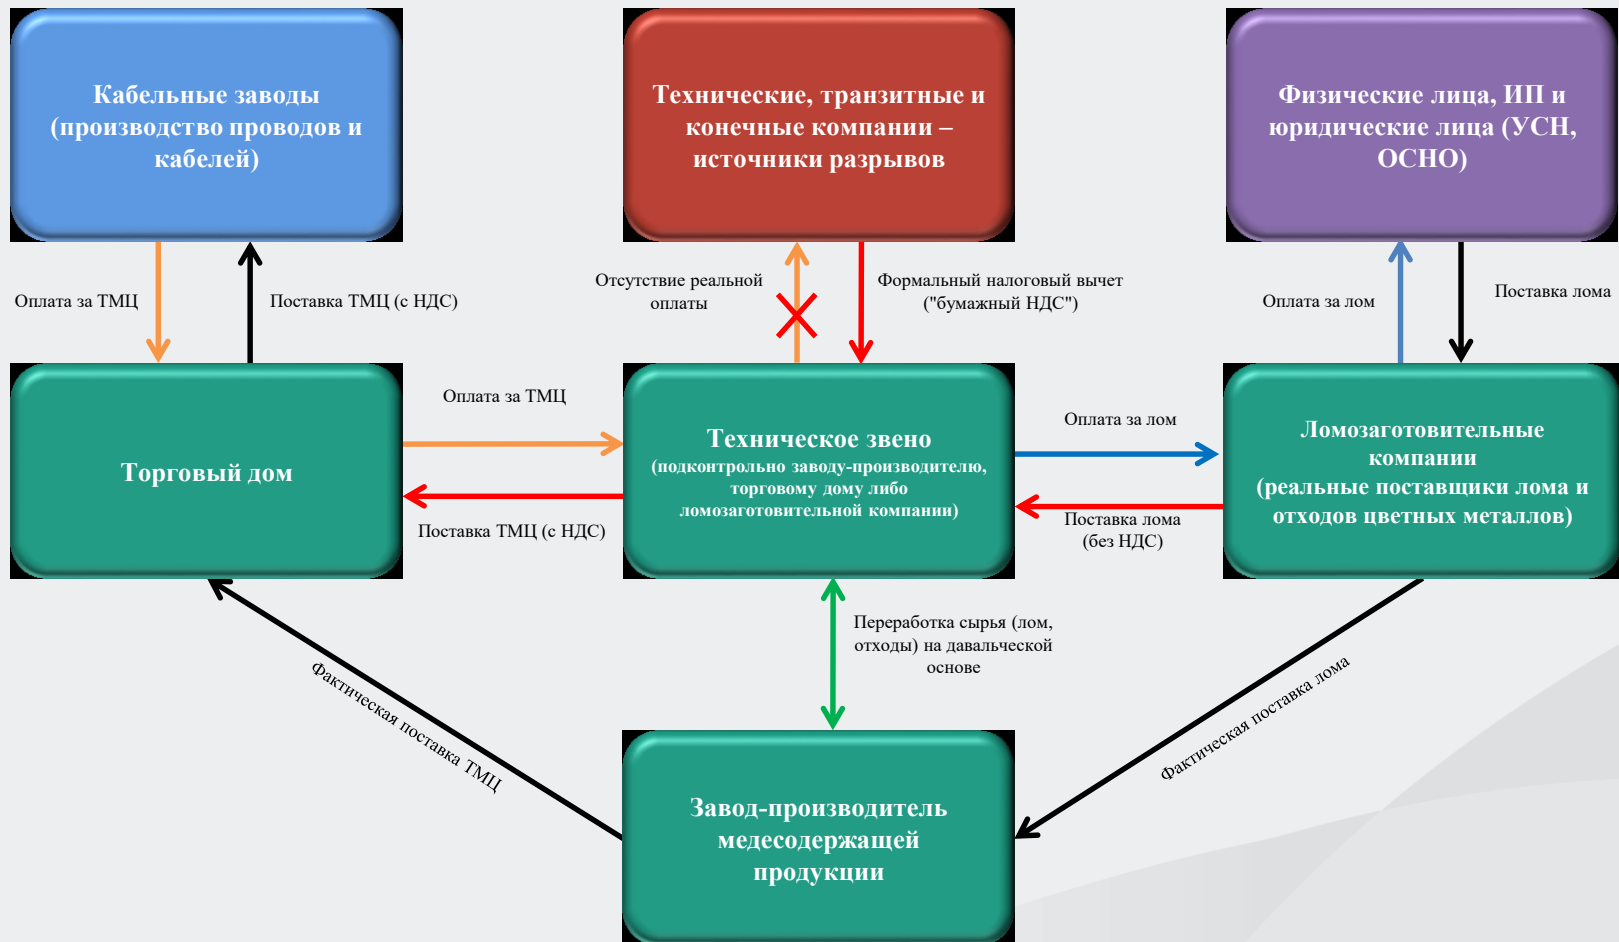 Кабельные заводы
(производство проводов и
кабелей)
Технические, транзитные и
конечные компании –
источники разрывов
Физические лица, ИП и
юридические лица (УСН,
ОСНО)
Оплата за ТМЦ
Поставка ТМЦ (с НДС)
Отсутствие реальной
оплаты
Формальный налоговый вычет
("бумажный НДС")
Оплата за лом
Поставка лома
Торговый дом
Оплата за ТМЦ
Поставка ТМЦ (с НДС)
Техническое звено
(подконтрольно заводу-производителю,
торговому дому либо
ломозаготовительной компании)
Оплата за лом
Поставка лома
(без НДС)
Ломозаготовительные
компании
(реальные поставщики лома и
отходов цветных металлов)
Переработка сырья (лом,
отходы) на давальческой
основе
Фактическая поставка ТМЦ
Фактическая поставка лома
Завод-производитель
медесодержащей
продукции